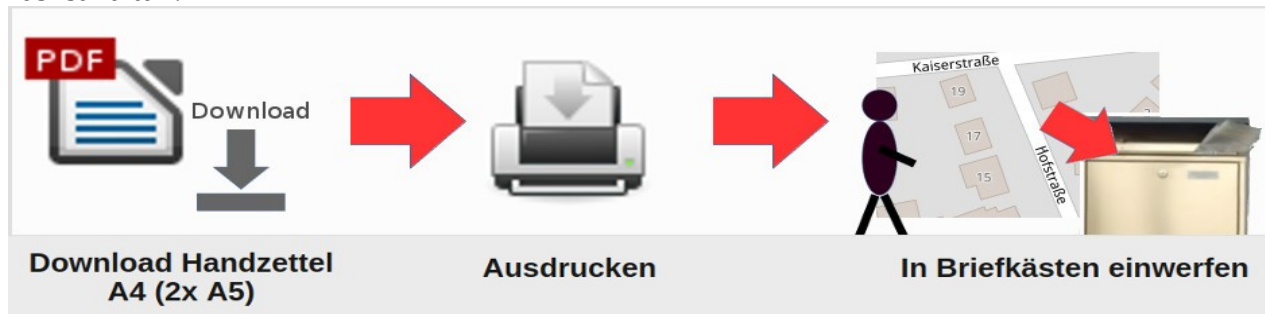 PDF
Download
Kaiserstraße
19
17
15
Hofstraße
Download Handzettel
A4 (2x A5)
Ausdrucken
In Briefkästen einwerfen